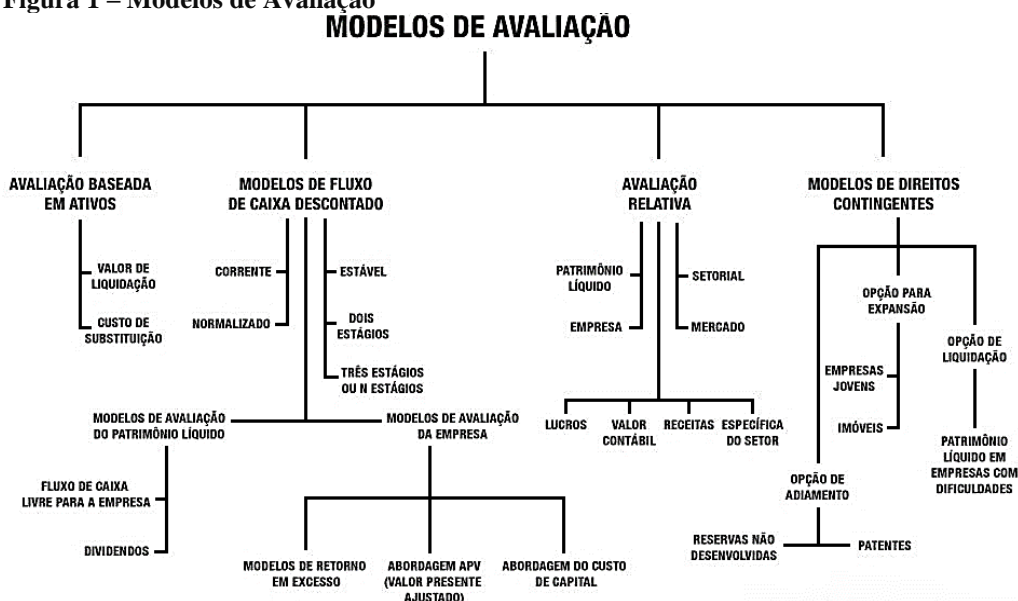 Figura 1 – Modelos de Avaliação
MODELOS DE AVALIAÇÃO
AVALIAÇÃO BASEADA
EM ATIVOS
VALOR DE
LIQUIDAÇÃO
CUSTO DE
SUBSTITUIÇÃO
MODELOS DE FLUXO
DE CAIXA DESCONTADO
CORRENTE
NORMALIZADO
ESTÁVEL
DOIS
ESTÁGIOS
TRÊS ESTÁGIOS
OU N ESTÁGIOS
MODELOS DE AVALIAÇÃO
DO PATRIMÔNIO LÍQUIDO
FLUXO DE CAIXA
LIVRE PARA A EMPRESA
DIVIDENDOS
MODELOS DE AVALIAÇÃO
DA EMPRESA
MODELOS DE RETORNO
EM EXCESSO
ABORDAGEM APV
(VALOR PRESENTE
AJUSTADO)
ABORDAGEM DO CUSTO
DE CAPITAL
AVALIAÇÃO
RELATIVA
PATRIMÔNIO
LÍQUIDO
EMPRESA
SETORIAL
MERCADO
LUCROS
VALOR
CONTÁBIL
RECEITAS
ESPECÍFICA
DO SETOR
MODELOS DE DIREITOS
CONTINGENTES
OPÇÃO PARA
EXPANSÃO
EMPRESAS
JOVENS
IMÓVEIS
OPÇÃO DE
LIQUIDAÇÃO
PATRIMÔNIO
LÍQUIDO EM
EMPRESAS COM
DIFICULDADES
OPÇÃO DE
ADIAMENTO
RESERVAS NÃO
DESENVOLVIDAS
PATENTES